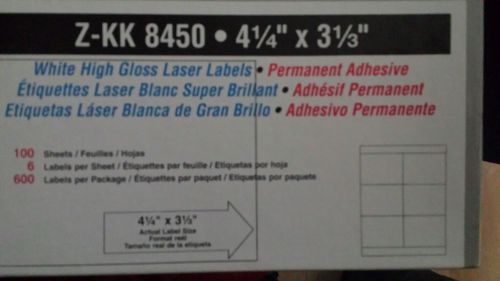 Z-KK 8450 • 4¼" x 3⅓"
White High Gloss Laser Labels • Permanent Adhesive
Étiquettes Laser Blanc Super Brillant • Adhésif Permanent
Etiquetas Láser Blanca de Gran Brillo • Adhesivo Permanente
100 Sheets / Feuilles / Hojas
6 Labels per Sheet / Étiquettes par feuille / Etiquetas por hoja
600 Labels per Package / Étiquettes par paquet / Etiquetas por paquete
4¼" x 3⅓"
Actual Label Size
Format réel
Tamaño real de la etiqueta